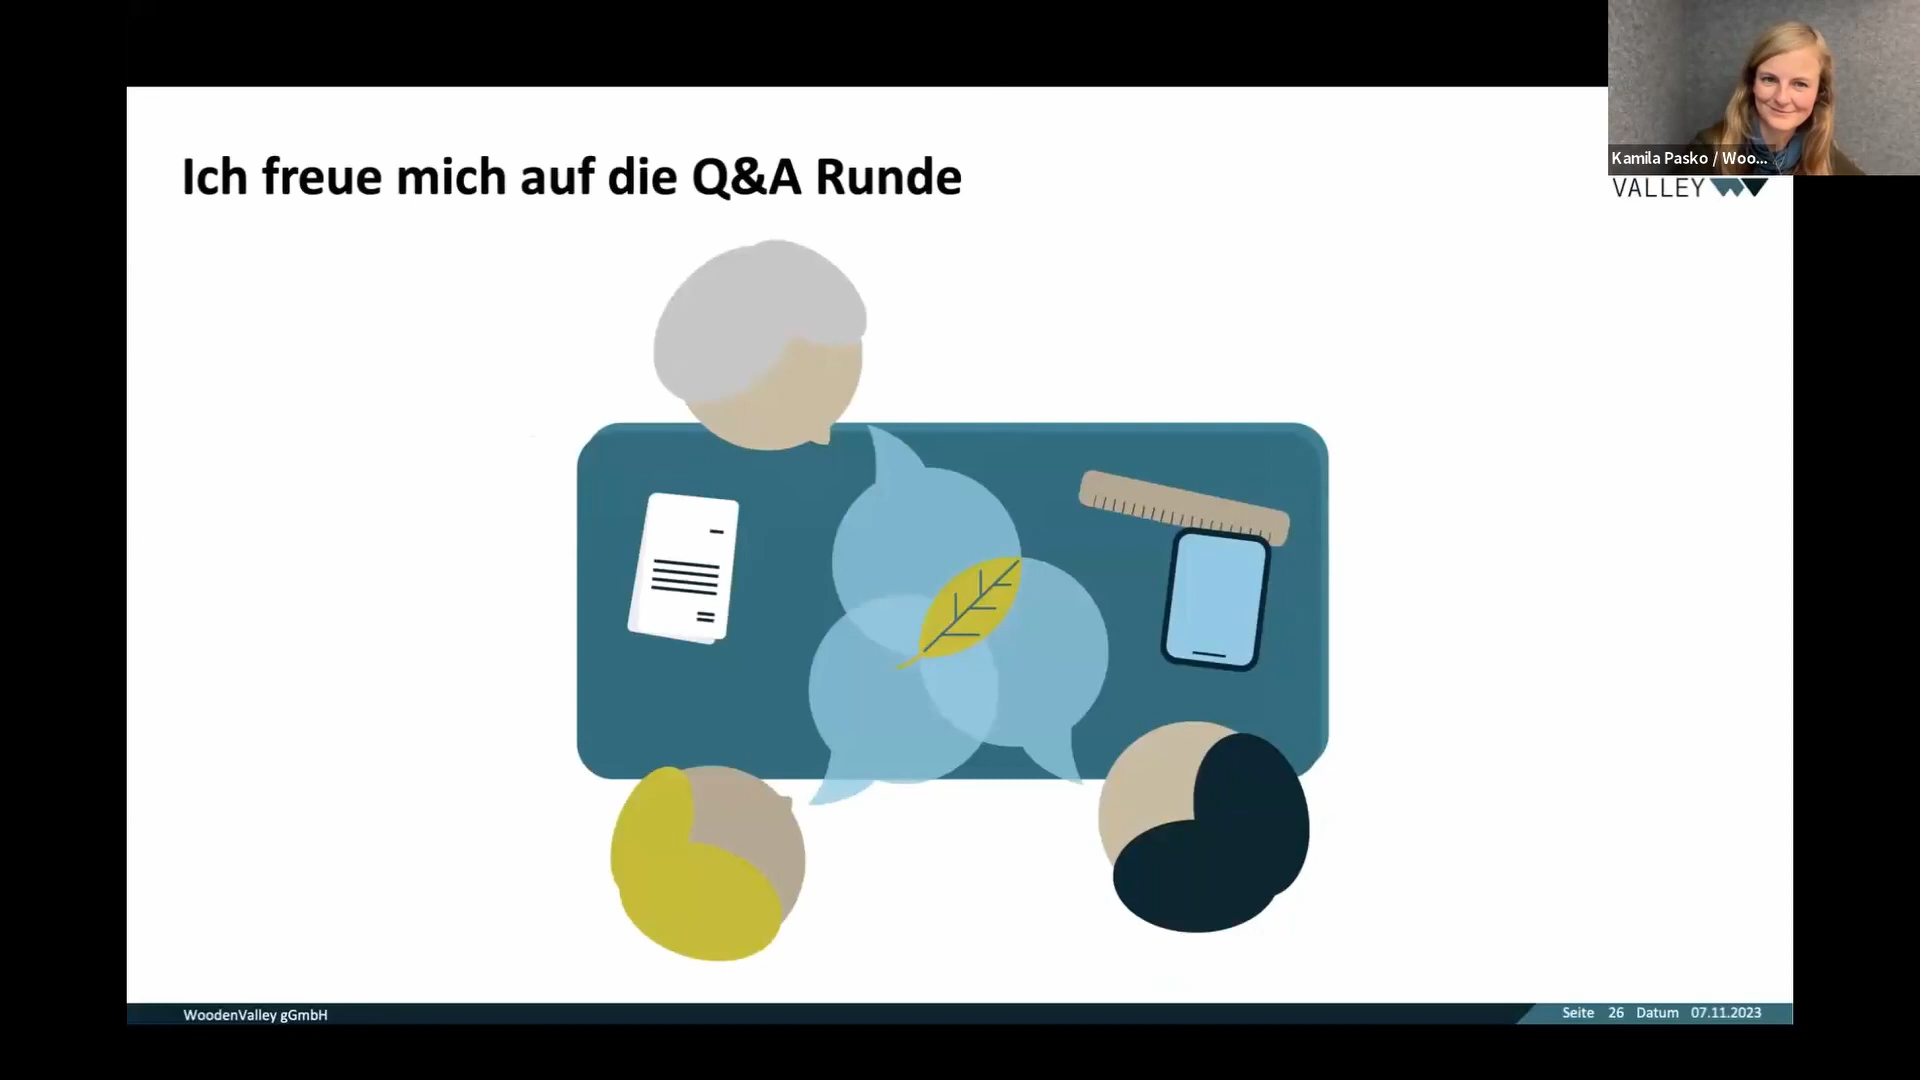 Ich freue mich auf die Q&A Runde
Kamila Pasko / Woo...
VALLEY
WoodenValley gGmbH
Seite 26 Datum 07.11.2023